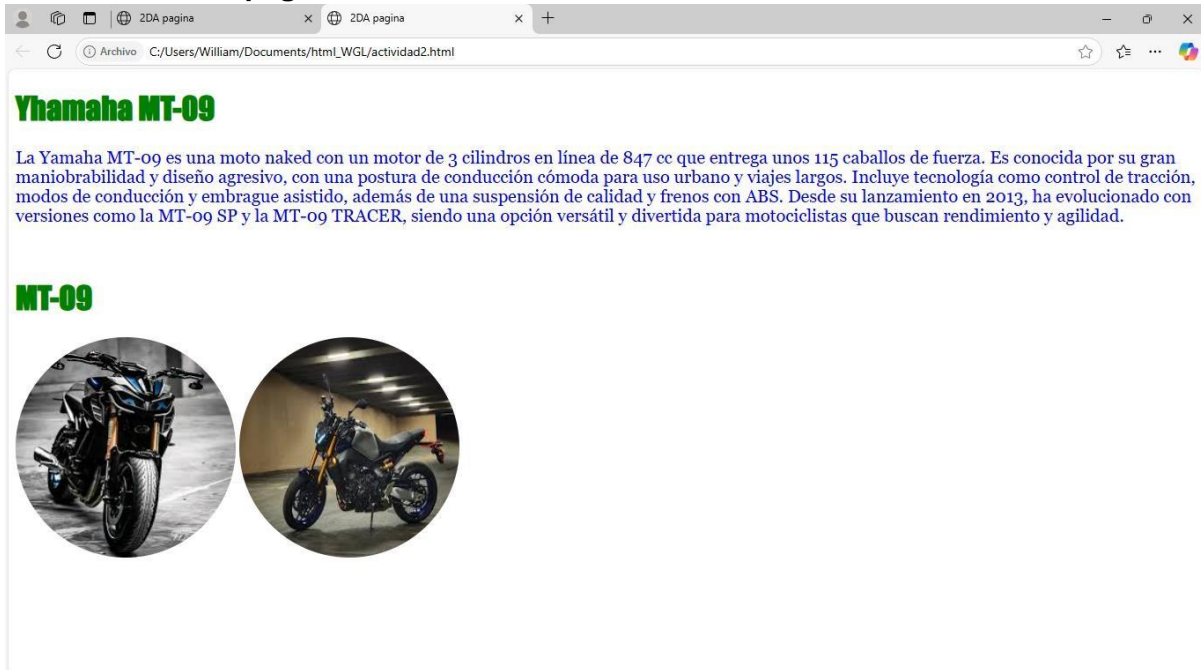 2DA pagina
2DA pagina
Archivo C:/Users/William/Documents/html_WGL/actividad2.html
Yhamaha MT-09
La Yamaha MT-09 es una moto naked con un motor de 3 cilindros en línea de 847 cc que entrega unos 115 caballos de fuerza. Es conocida por su gran
maniobrabilidad y diseño agresivo, con una postura de conducción cómoda para uso urbano y viajes largos. Incluye tecnología como control de tracción,
modos de conducción y embrague asistido, además de una suspensión de calidad y frenos con ABS. Desde su lanzamiento en 2013, ha evolucionado con
versiones como la MT-09 SP y la MT-09 TRACER, siendo una opción versátil y divertida para motociclistas que buscan rendimiento y agilidad.
MT-09